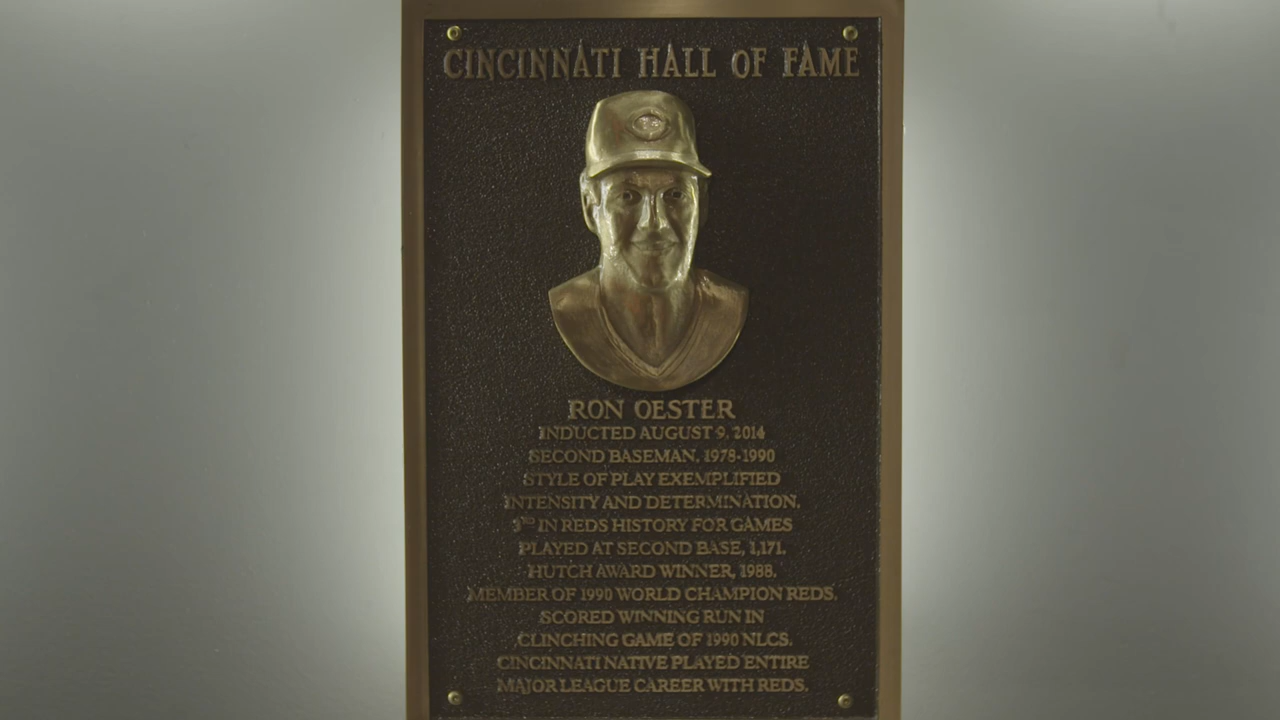 CINCINNATI HALL OF FAME
RON OESTER
INDUCTED AUGUST 9, 2014
SECOND BASEMAN, 1978-1990
STYLE OF PLAY EXEMPLIFIED
INTENSITY AND DETERMINATION.
3RD IN REDS HISTORY FOR GAMES
PLAYED AT SECOND BASE, 1,171.
HUTCH AWARD WINNER, 1988.
MEMBER OF 1990 WORLD CHAMPION REDS.
SCORED WINNING RUN IN
CLINCHING GAME OF 1990 NLCS.
CINCINNATI NATIVE PLAYED ENTIRE
MAJOR LEAGUE CAREER WITH REDS.